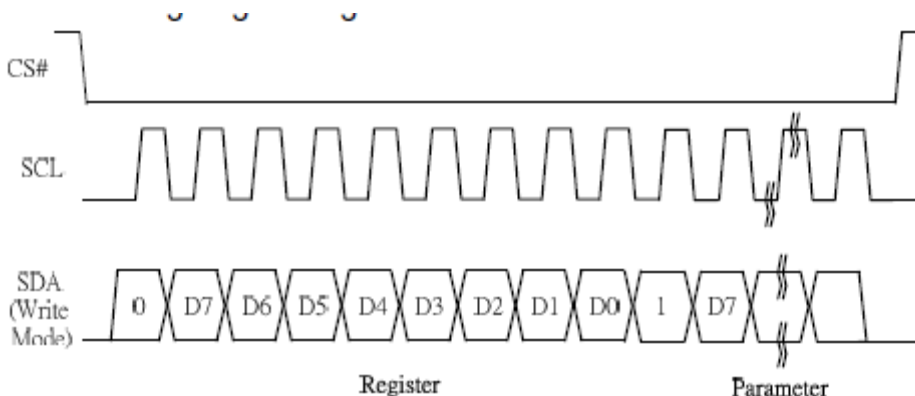 CS#
SCL
SDA
(Write
Mode)
0 D7 D6 D5 D4 D3 D2 D1 D0 1 D7
Register Parameter